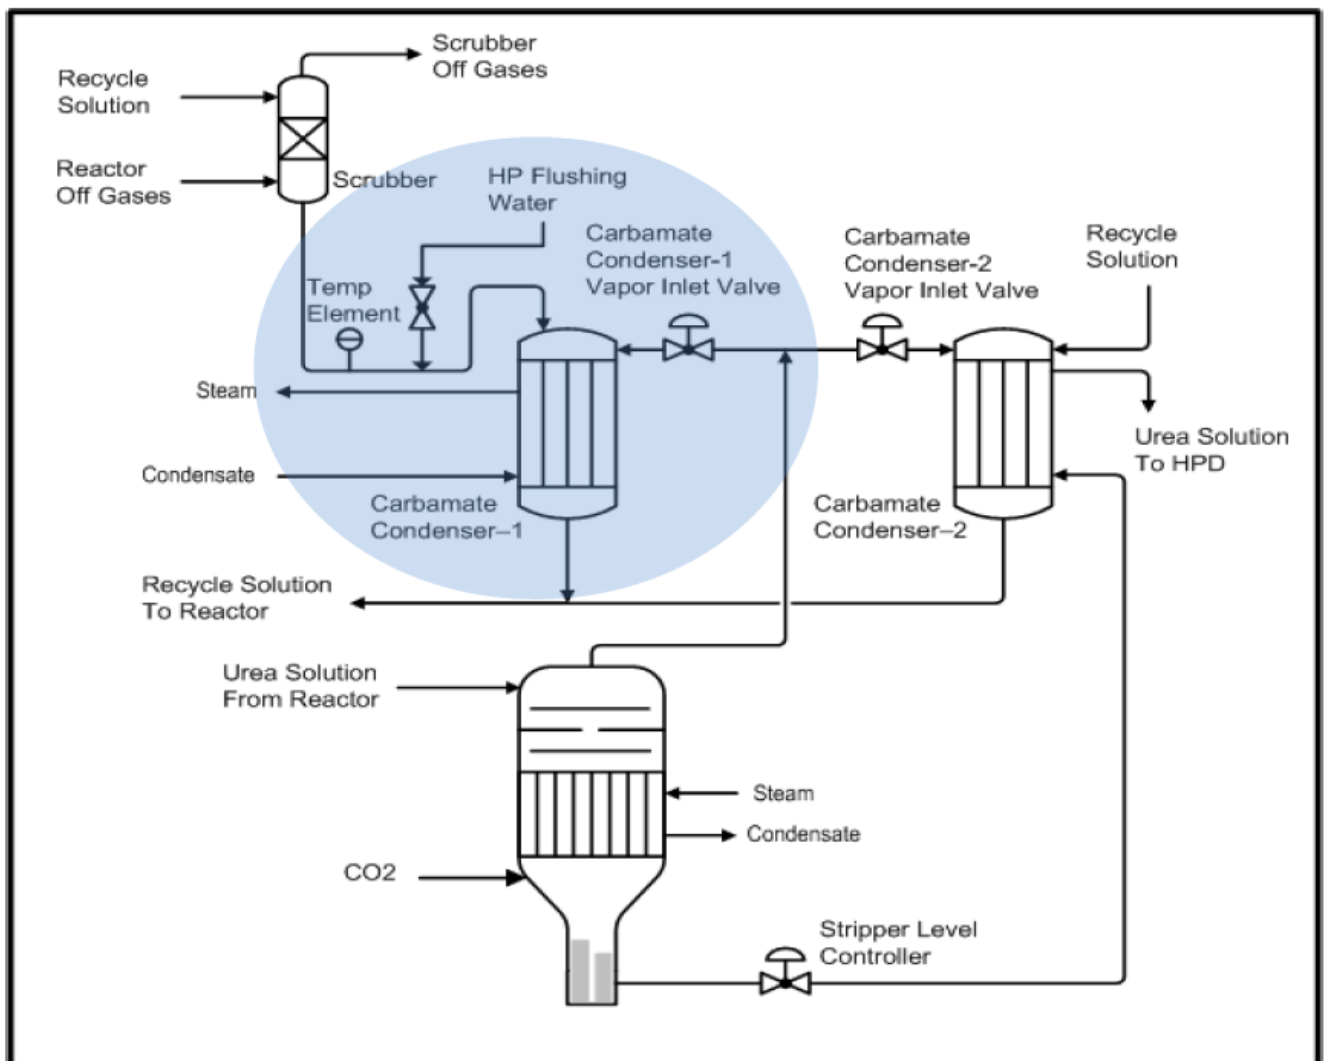 Scrubber
Off Gases
Recycle
Solution
Reactor
Off Gases
Scrubber
HP Flushing
Water
Carbamate
Condenser-1
Vapor Inlet Valve
Carbamate
Condenser-2
Vapor Inlet Valve
Recycle
Solution
Temp
Element
Steam
Condensate
Carbamate
Condenser–1
Urea Solution
To HPD
Carbamate
Condenser–2
Recycle Solution
To Reactor
Urea Solution
From Reactor
Steam
Condensate
CO2
Stripper Level
Controller